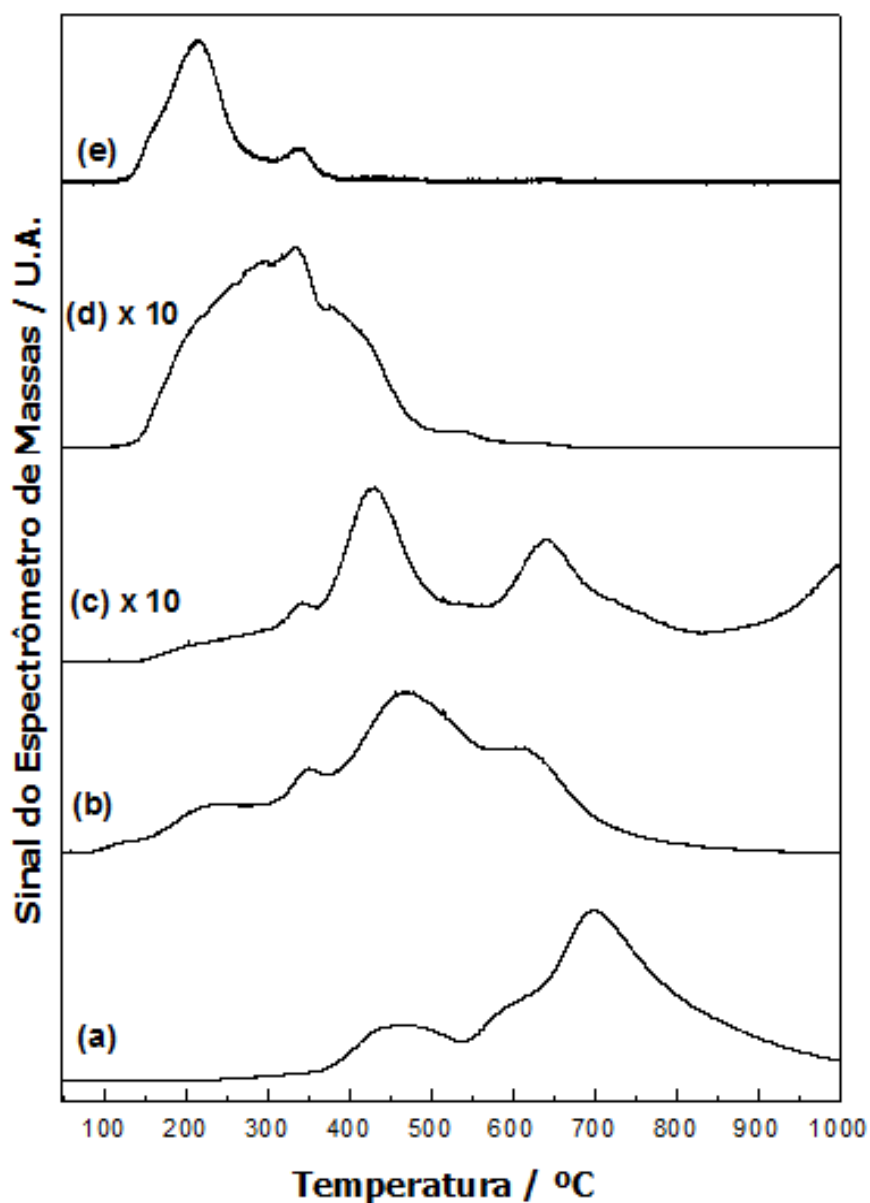 (e)
(d) x 10
(c) x 10
(b)
(a)
Sinal do Espectrômetro de Massas / U.A.
100 200 300 400 500 600 700 800 900 1000
Temperatura / ºC